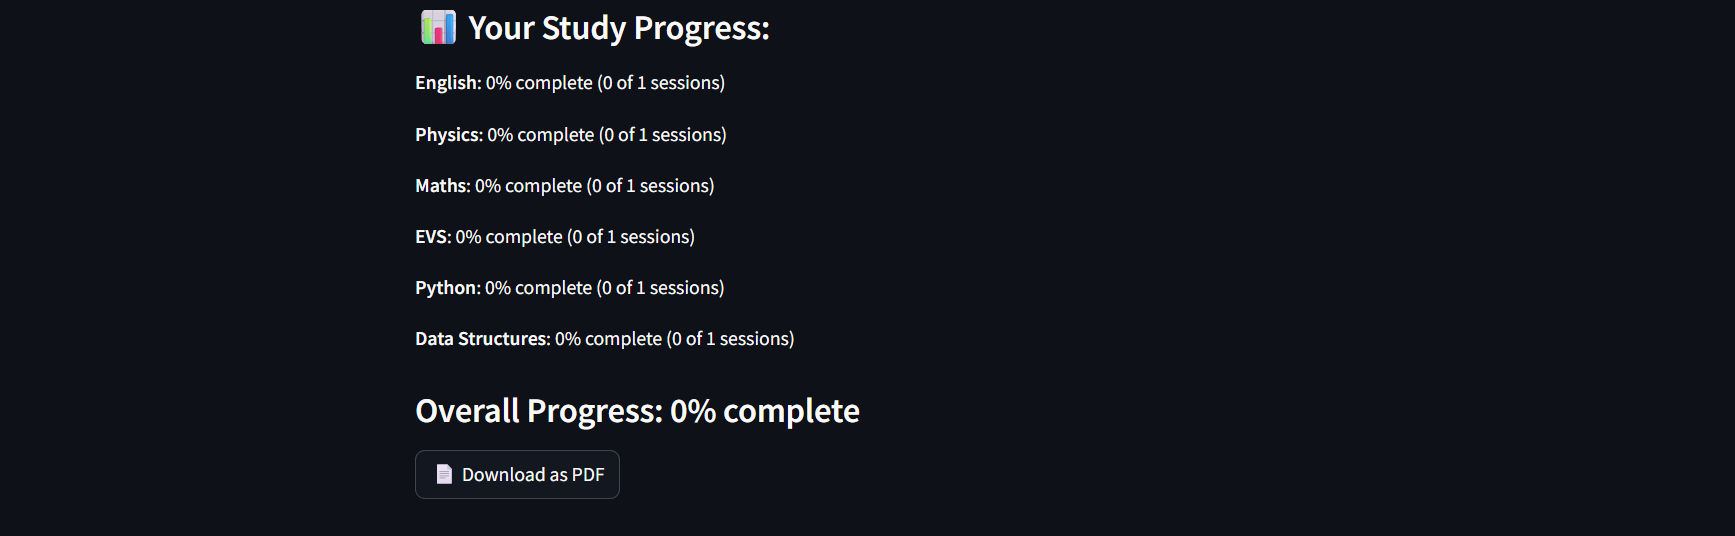 Your Study Progress:
English: 0% complete (0 of 1 sessions)
Physics: 0% complete (0 of 1 sessions)
Maths: 0% complete (0 of 1 sessions)
EVS: 0% complete (0 of 1 sessions)
Python: 0% complete (0 of 1 sessions)
Data Structures: 0% complete (0 of 1 sessions)
Overall Progress: 0% complete
Download as PDF